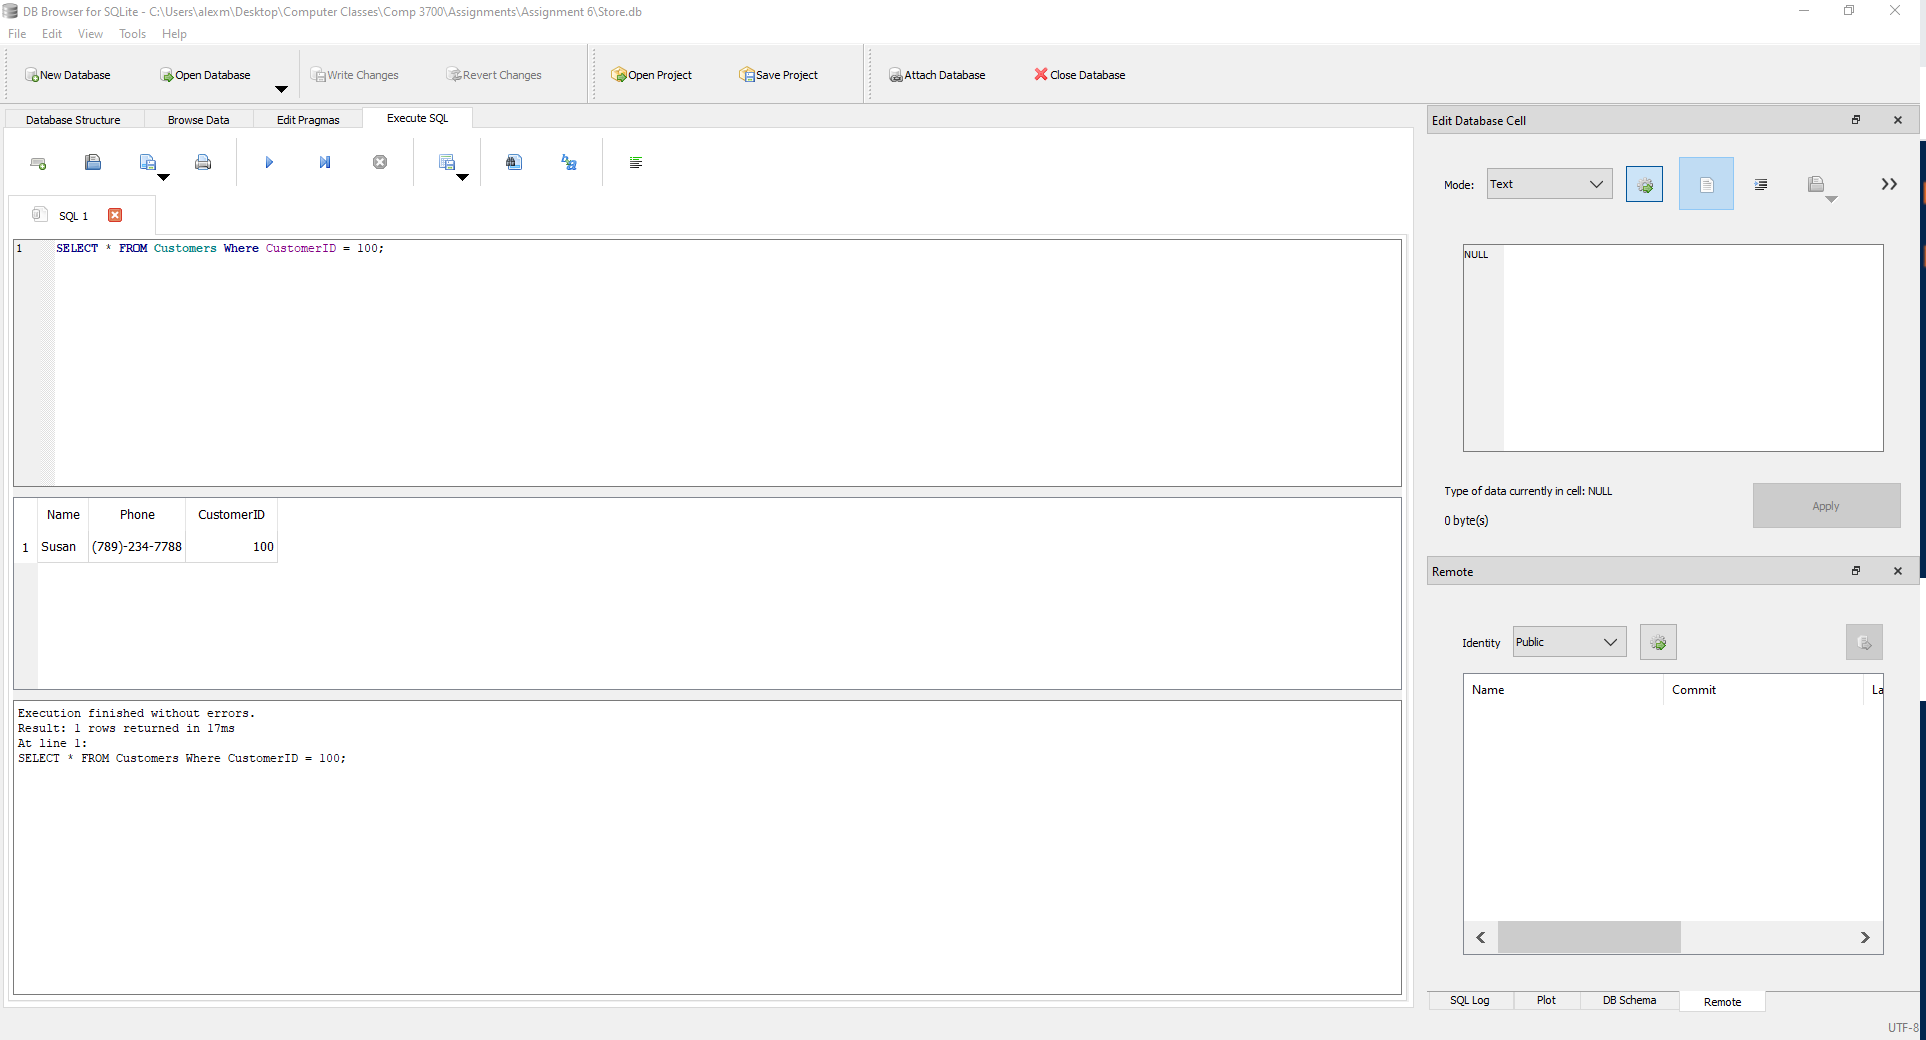 DB Browser for SQLite - C:\Users\alexm\Desktop\Computer Classes\Comp 3700\Assignments\Assignment 6\Store.db
File Edit View Tools Help
New Database Open Database Write Changes Revert Changes Open Project Save Project Attach Database Close Database
Database Structure Browse Data Edit Pragmas Execute SQL
SQL 1
1 SELECT * FROM Customers Where CustomerID = 100;
Name Phone CustomerID
1 Susan (789)-234-7788 100
Execution finished without errors.
Result: 1 rows returned in 17ms
At line 1:
SELECT * FROM Customers Where CustomerID = 100;
Edit Database Cell
Mode: Text
NULL
Type of data currently in cell: NULL
0 byte(s)
Apply
Remote
Identity Public
Name Commit La
SQL Log Plot DB Schema Remote
UTF-8